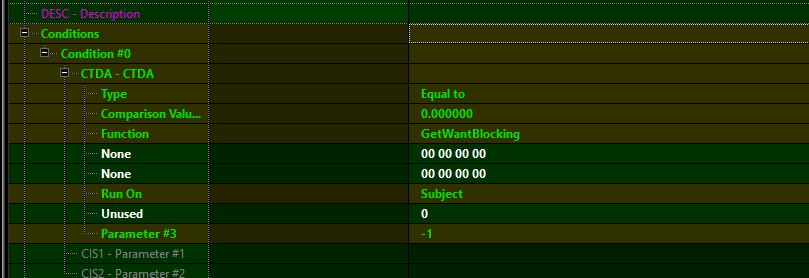 DESC - Description
Conditions
Condition #0
CTDA - CTDA
Type Equal to
Comparison Valu... 0.000000
Function GetWantBlocking
None 00 00 00 00
None 00 00 00 00
Run On Subject
Unused 0
Parameter #3 -1
CIS1 - Parameter #1
CIS2 - Parameter #2